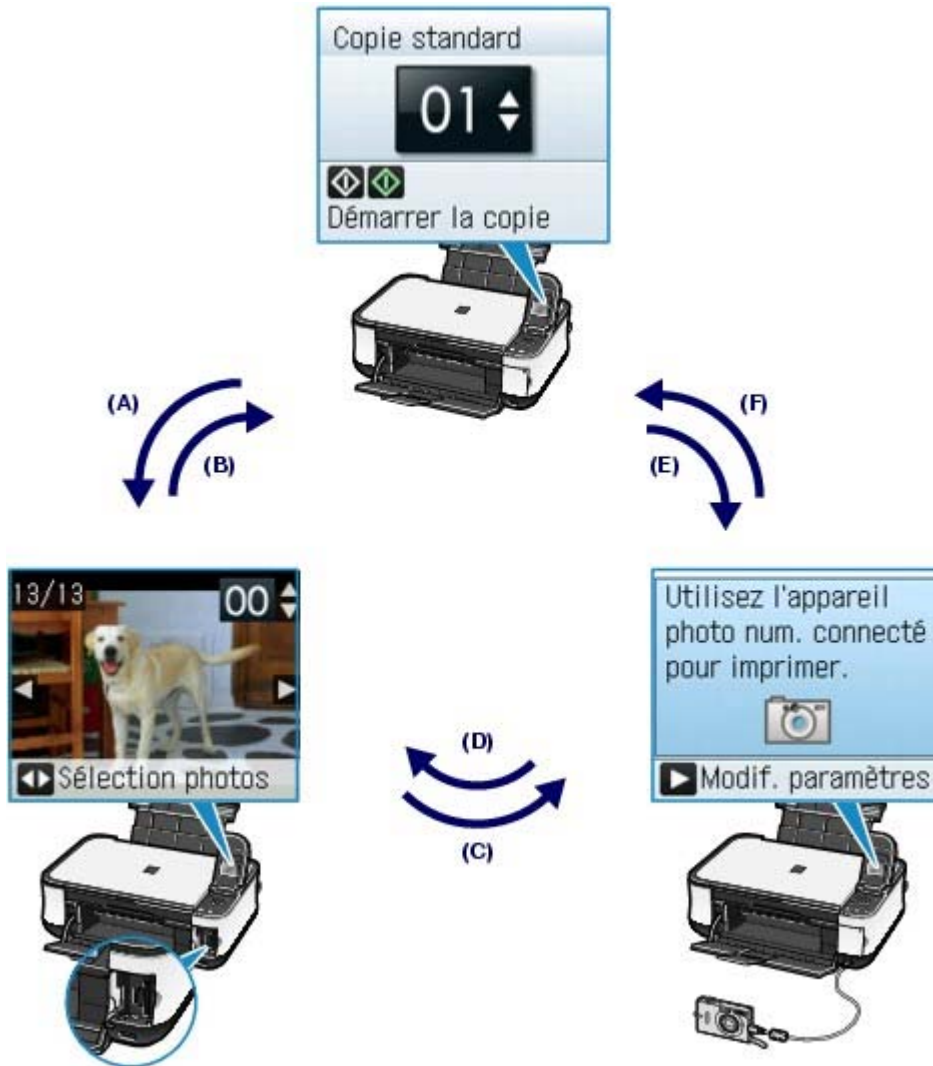 Copie standard
01
Démarrer la copie
(A)
(B)
(F)
(E)
13/13
00
Sélection photos
Utilisez l'appareil
photo num. connecté
pour imprimer.
Modif. paramètres
(D)
(C)